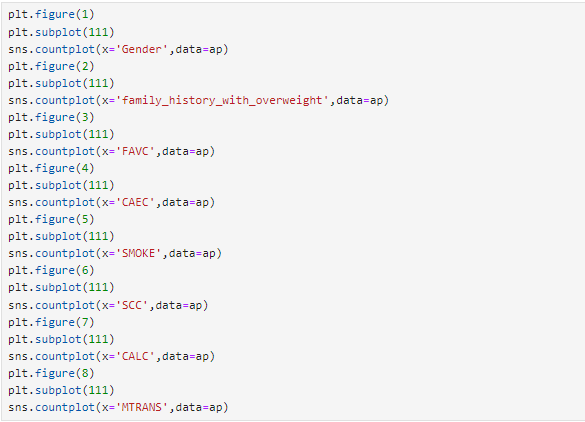 plt.figure(1)
plt.subplot(111)
sns.countplot(x='Gender',data=ap)
plt.figure(2)
plt.subplot(111)
sns.countplot(x='family_history_with_overweight',data=ap)
plt.figure(3)
plt.subplot(111)
sns.countplot(x='FAVC',data=ap)
plt.figure(4)
plt.subplot(111)
sns.countplot(x='CAEC',data=ap)
plt.figure(5)
plt.subplot(111)
sns.countplot(x='SMOKE',data=ap)
plt.figure(6)
plt.subplot(111)
sns.countplot(x='SCC',data=ap)
plt.figure(7)
plt.subplot(111)
sns.countplot(x='CALC',data=ap)
plt.figure(8)
plt.subplot(111)
sns.countplot(x='MTRANS',data=ap)